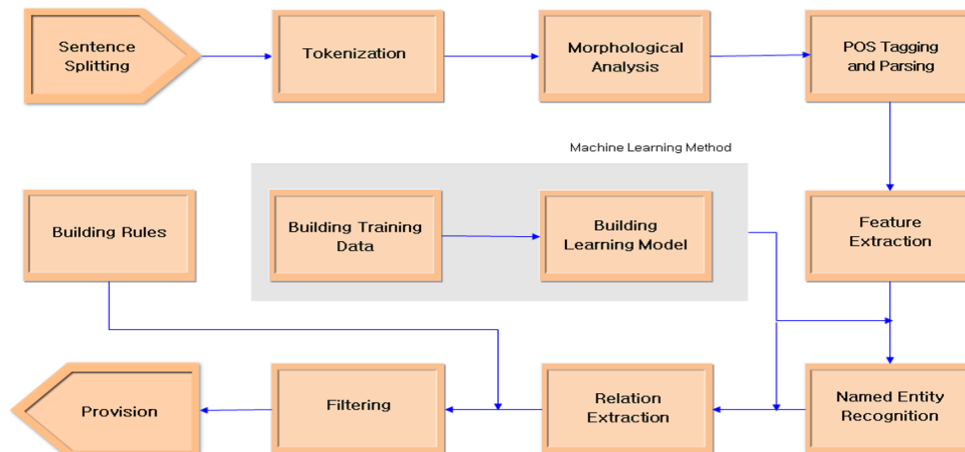 Sentence
Splitting
Tokenization
Morphological
Analysis
POS Tagging
and Parsing
Machine Learning Method
Building Rules
Building Training
Data
Building
Learning Model
Feature
Extraction
Provision
Filtering
Relation
Extraction
Named Entity
Recognition